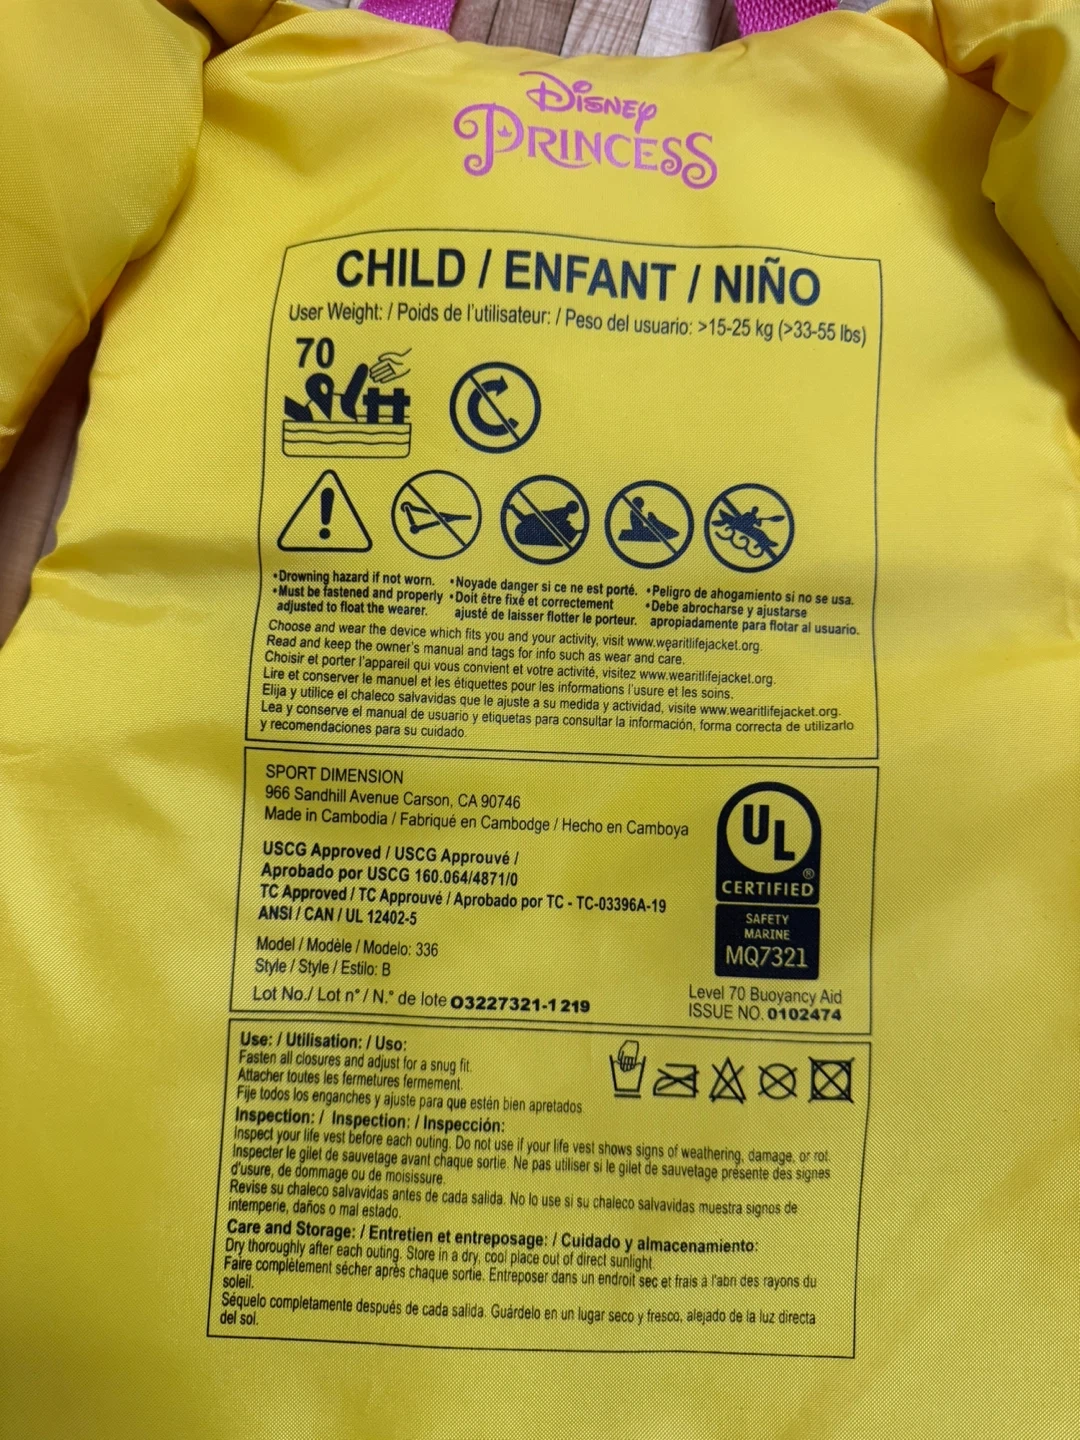 Disney
PRINCESS
CHILD / ENFANT / NIÑO
User Weight: / Poids de l'utilisateur: / Peso del usuario: >15-25 kg (>33-55 lbs)
70
•Drowning hazard if not worn.
•Must be fastened and properly
adjusted to float the wearer.
•Noyade danger si ce ne est porté.
•Doit être fixé et correctement
ajusté de laisser flotter le porteur.
•Peligro de ahogamiento si no se usa.
•Debe abrocharse y ajustarse
apropiadamente para flotar al usuario.
Choose and wear the device which fits you and your activity, visit www.wearitlifejacket.org.
Read and keep the owner's manual and tags for info such as wear and care.
Choisir et porter l'appareil qui vous convient et votre activité, visitez www.wearitlifejacket.org.
Lire et conserver le manuel et les étiquettes pour les informations l'usure et les soins.
Elija y utilice el chaleco salvavidas que le ajuste a su medida y actividad, visite www.wearitlifejacket.org.
Lea y conserve el manual de usuario y etiquetas para consultar la información, forma correcta de utilizarlo
y recomendaciones para su cuidado.
SPORT DIMENSION
966 Sandhill Avenue Carson, CA 90746
Made in Cambodia / Fabriqué en Cambodge / Hecho en Camboya
USCG Approved / USCG Approuvé /
Aprobado por USCG 160.064/4871/0
TC Approved / TC Approuvé / Aprobado por TC - TC-03396A-19
ANSI / CAN / UL 12402-5
Model / Modèle / Modelo: 336
Style / Style / Estilo: B
Lot No./ Lot n° / N.° de lote O3227321-1219
UL
®
CERTIFIED
SAFETY
MARINE
MQ7321
Level 70 Buoyancy Aid
ISSUE NO. 0102474
Use: / Utilisation: / Uso:
Fasten all closures and adjust for a snug fit.
Attacher toutes les fermetures fermement.
Fije todos los enganches y ajuste para que estén bien apretados.
Inspection: / Inspection: / Inspección:
Inspect your life vest before each outing. Do not use if your life vest shows signs of weathering, damage, or rot.
Inspecter le gilet de sauvetage avant chaque sortie. Ne pas utiliser si le gilet de sauvetage présente des signes
d'usure, de dommage ou de moisissure.
Revise su chaleco salvavidas antes de cada salida. No lo use si su chaleco salvavidas muestra signos de
intemperie, daños o mal estado.
Care and Storage: / Entretien et entreposage: / Cuidado y almacenamiento:
Dry thoroughly after each outing. Store in a dry, cool place out of direct sunlight.
Faire complètement sécher après chaque sortie. Entreposer dans un endroit sec et frais à l'abri des rayons du
soleil.
Séquelo completamente después de cada salida. Guárdelo en un lugar seco y fresco, alejado de la luz directa
del sol.